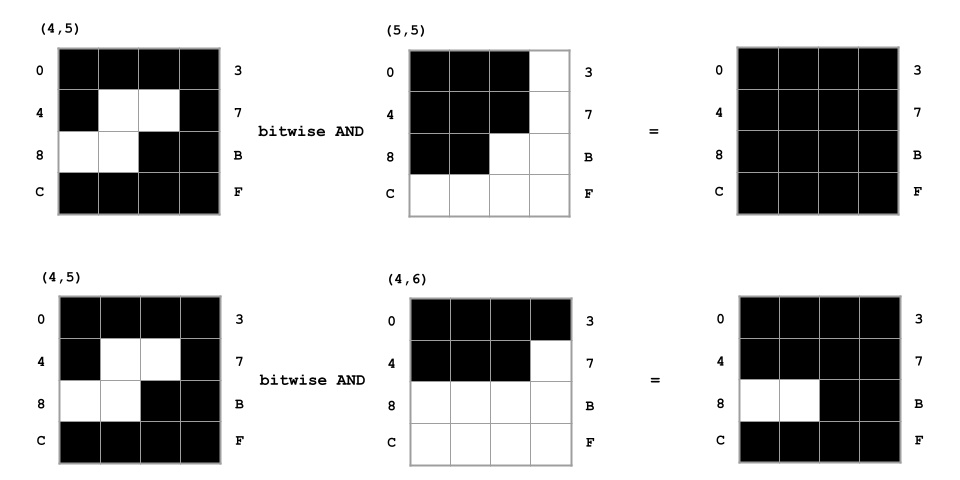 (4,5) (5,5)
0 3 0 3 0 3
4 7 4 7 4 7
bitwise AND =
8 B 8 B 8 B
C F C F C F
(4,5) (4,6)
0 3 0 3 0 3
4 7 4 7 4 7
bitwise AND =
8 B 8 B 8 B
C F C F C F